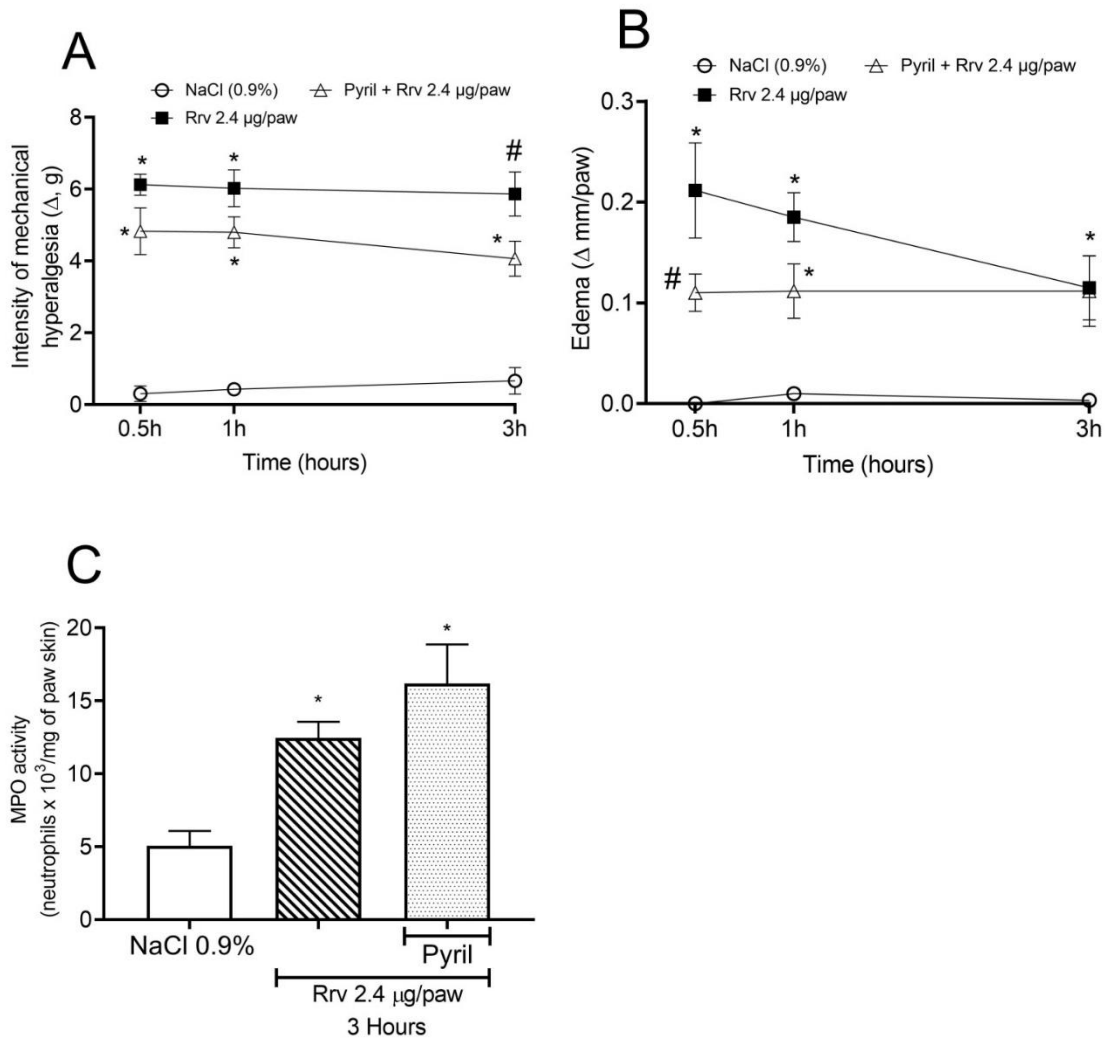 A
NaCl (0.9%)
Pyril + Rrv 2.4 µg/paw
Rrv 2.4 µg/paw
Intensity of mechanical
hyperalgesia (Δ, g)
8
6
4
2
0
* * #
* * *
0.5h 1h 3h
Time (hours)
B
NaCl (0.9%)
Pyril + Rrv 2.4 µg/paw
Rrv 2.4 µg/paw
Edema (Δ mm/paw)
0.3
0.2
0.1
0.0
* * *
# *
0.5h 1h 3h
Time (hours)
C
MPO activity
(neutrophils x 10³/mg of paw skin)
20
15
10
5
0
* *
NaCl 0.9%
Pyril
Rrv 2.4 µg/paw
3 Hours